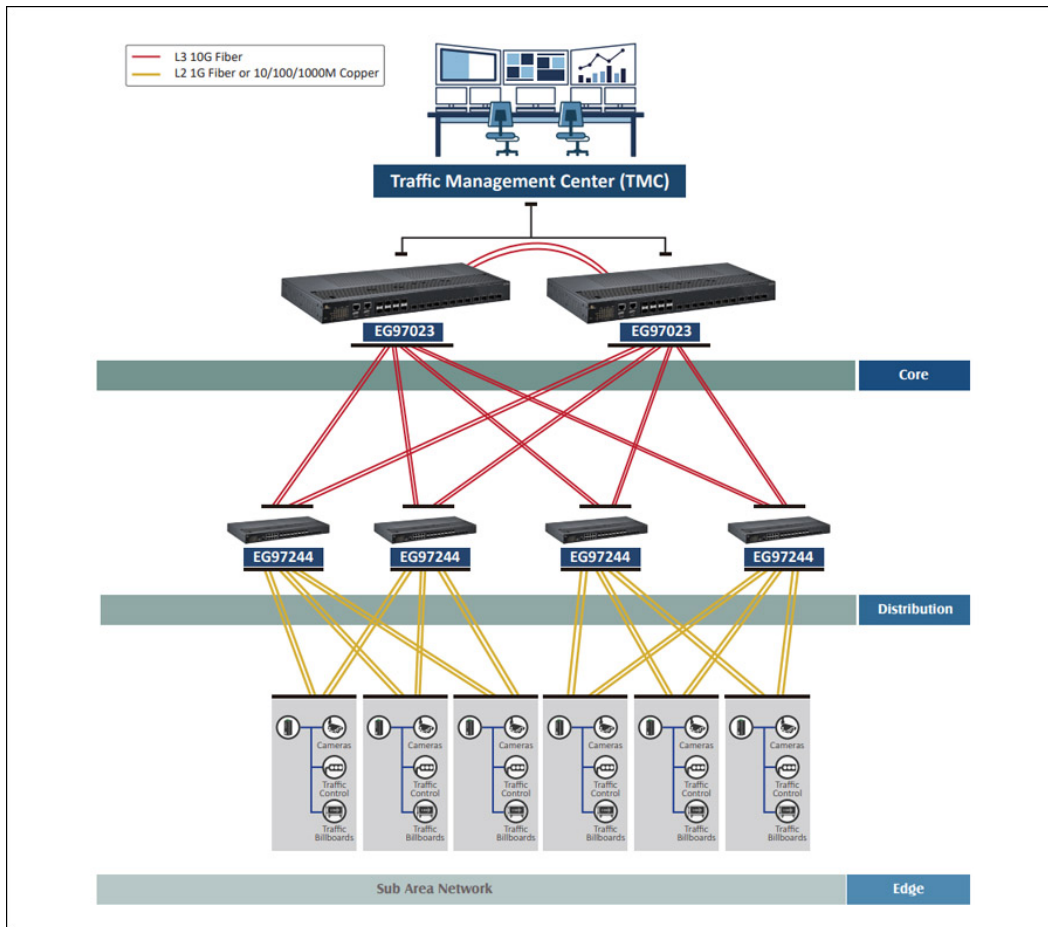 L3 10G Fiber
L2 1G Fiber or 10/100/1000M Copper
Traffic Management Center (TMC)
EG97023
EG97023
Core
EG97244
EG97244
EG97244
EG97244
Distribution
Cameras
Cameras
Cameras
Cameras
Cameras
Cameras
Traffic
Control
Traffic
Control
Traffic
Control
Traffic
Control
Traffic
Control
Traffic
Control
Traffic
Billboards
Traffic
Billboards
Traffic
Billboards
Traffic
Billboards
Traffic
Billboards
Traffic
Billboards
Sub Area Network
Edge